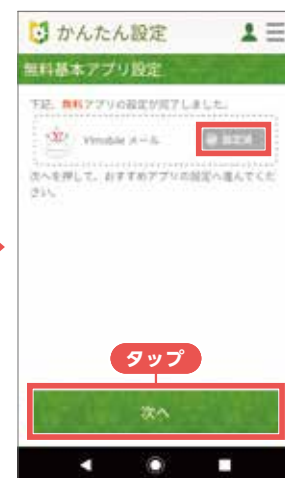 かんたん設定
無料基本アプリ設定
下記、無料アプリの設定が完了しました。
Y!mobile メール
次へを押して、おすすめアプリの設定へ進んでくだ
さい。
タップ
次へ